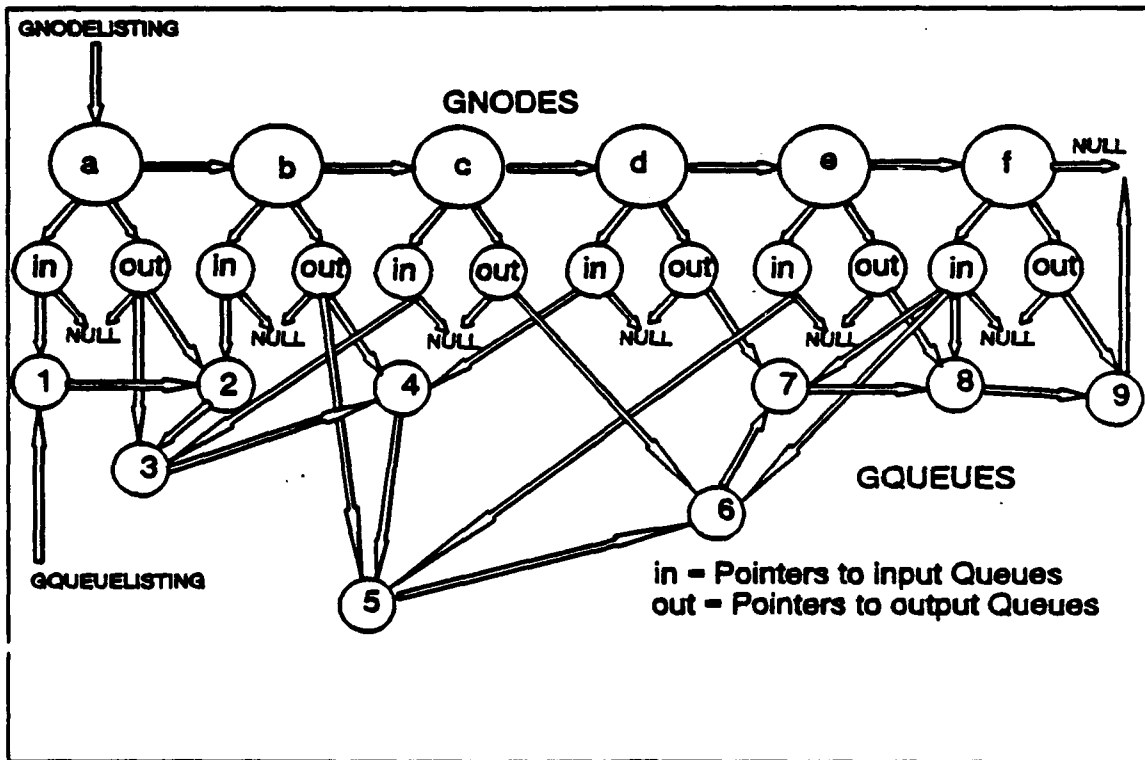 GNODELISTING
GNODES
a b c d e f NULL
in out in out in out in out in out in out
NULL NULL NULL NULL NULL NULL
1 2 4 7 8 9
3
GQUEUES
6
GQUEUELISTING
in = Pointers to input Queues
5
out = Pointers to output Queues